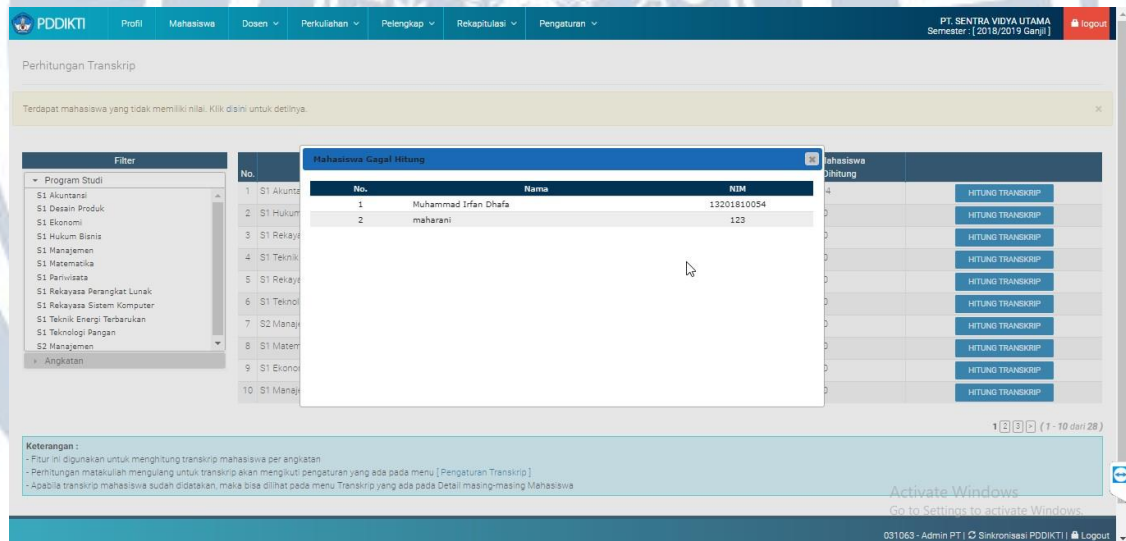 PDDIKTI Profil Mahasiswa Dosen Perkuliahan Pelengkap Rekapitulasi Pengaturan PT. SENTRA VIDYA UTAMA logout
Semester : [ 2018/2019 Ganjil ]
Perhitungan Transkrip
Terdapat mahasiswa yang tidak memiliki nilai. Klik disini untuk detilnya.
Filter
Program Studi
S1 Akuntansi
S1 Desain Produk
S1 Ekonomi
S1 Hukum Bisnis
S1 Manajemen
S1 Matematika
S1 Pariwisata
S1 Rekayasa Perangkat Lunak
S1 Rekayasa Sistem Komputer
S1 Teknik Energi Terbarukan
S1 Teknologi Pangan
S2 Manajemen
Angkatan
No.
Dihitung
1 S1 Akunta HITUNG TRANSKRIP
2 S1 Hukum HITUNG TRANSKRIP
3 S1 Rekaya HITUNG TRANSKRIP
4 S1 Teknik HITUNG TRANSKRIP
5 S1 Rekaya HITUNG TRANSKRIP
6 S1 Teknol HITUNG TRANSKRIP
7 S2 Manaje HITUNG TRANSKRIP
8 S1 Matem HITUNG TRANSKRIP
9 S1 Ekonor HITUNG TRANSKRIP
10 S1 Manaje HITUNG TRANSKRIP
Mahasiswa Gagal Hitung
No. Nama NIM
1 Muhammad Irfan Dhafa 13201810054
2 maharani 123
1 2 3 > ( 1 - 10 dari 28 )
Keterangan :
- Fitur ini digunakan untuk menghitung transkrip mahasiswa per angkatan
- Perhitungan matakuliah mengulang untuk transkrip akan mengikuti pengaturan yang ada pada menu [ Pengaturan Transkrip ]
- Apabila transkrip mahasiswa sudah didatakan, maka bisa dilihat pada menu Transkrip yang ada pada Detail masing-masing Mahasiswa
Activate Windows
Go to Settings to activate Windows.
031063 - Admin PT | Sinkronisasi PDDIKTI | Logout